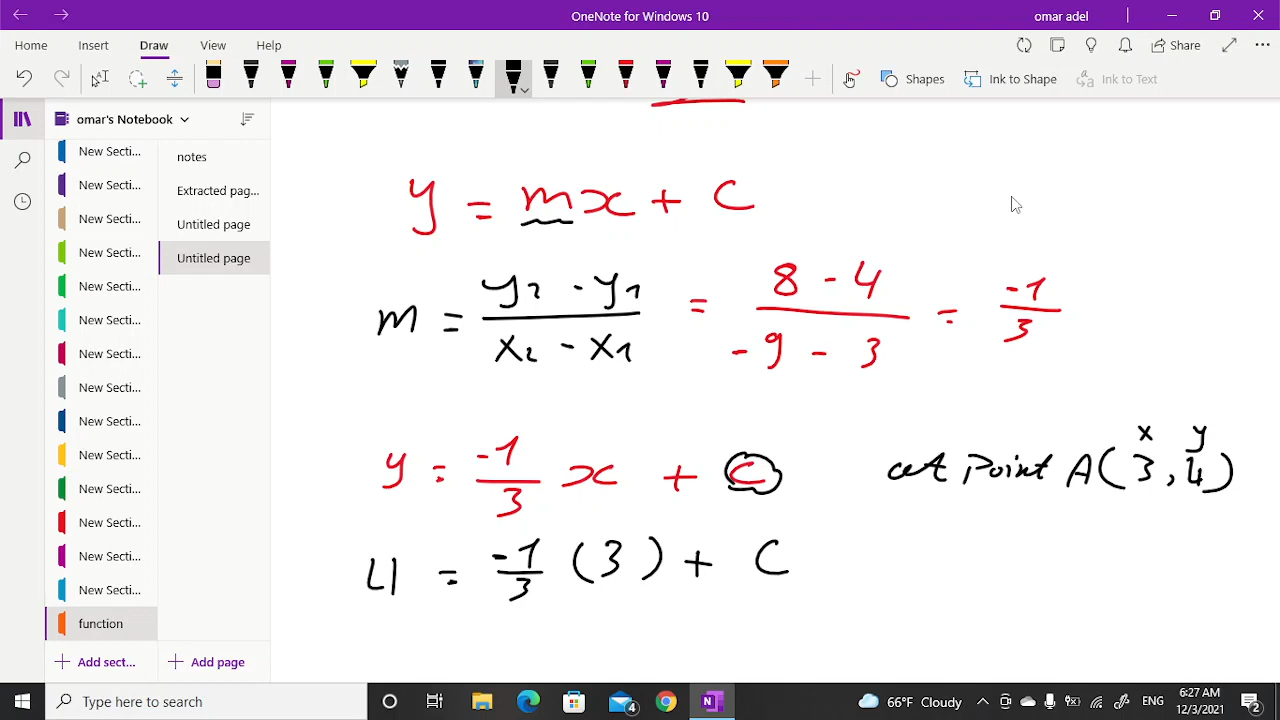 OneNote for Windows 10
omar adel
Home Insert Draw View Help
Share
Shapes
Ink to Shape
Ink to Text
omar's Notebook
New Secti...
New Secti...
New Secti...
New Secti...
New Secti...
New Secti...
New Secti...
New Secti...
New Secti...
New Secti...
New Secti...
New Secti...
New Secti...
New Secti...
function
Add sect...
notes
Extracted pag...
Untitled page
Untitled page
Add page
y = mx + c
m = (y2 - y1)/(x2 - x1) = (8 - 4)/(-9 - 3) = -1/3
x y
y = -1/3 x + c at Point A(3, 4)
4 = -1/3 (3) + C
Type here to search
4
66°F Cloudy
ENG
6:27 AM
12/3/2021
2